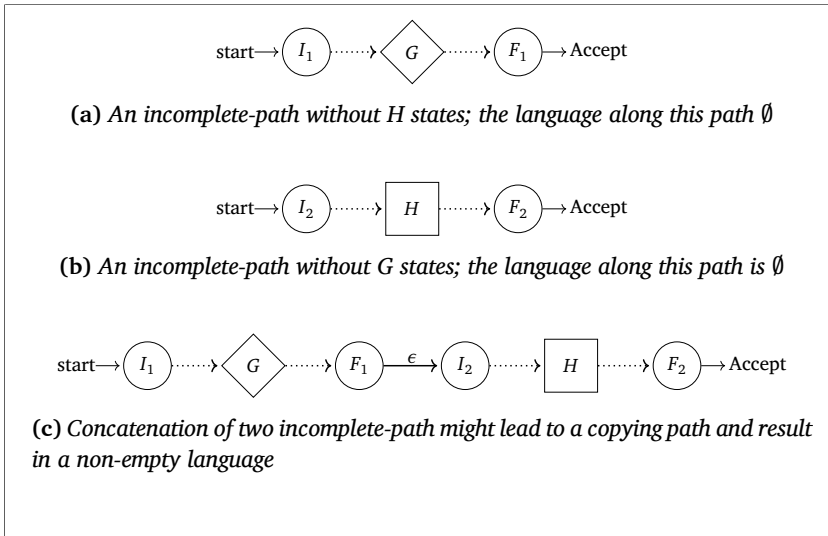 start I₁ G F₁ Accept
(a) An incomplete-path without H states; the language along this path ∅
start I₂ H F₂ Accept
(b) An incomplete-path without G states; the language along this path is ∅
start I₁ G F₁ ϵ I₂ H F₂ Accept
(c) Concatenation of two incomplete-path might lead to a copying path and result
in a non-empty language